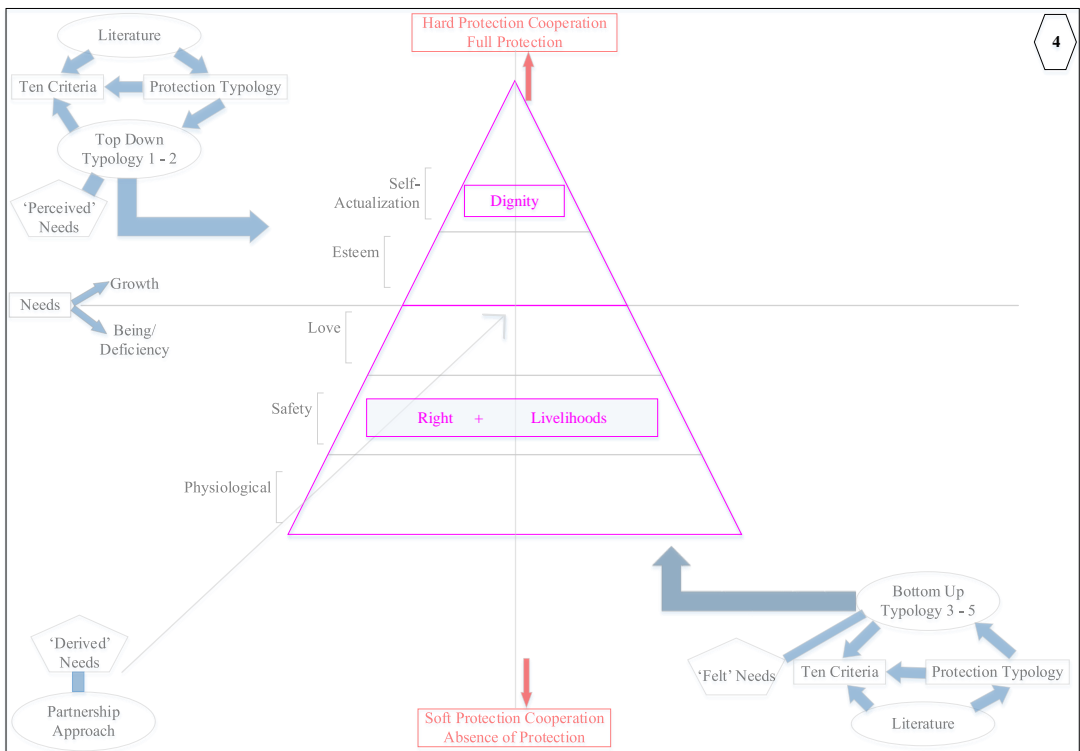 Hard Protection Cooperation
Full Protection
4
Literature
Ten Criteria
Protection Typology
Top Down
Typology 1 - 2
‘Perceived’
Needs
Self-
Actualization
Dignity
Esteem
Needs
Growth
Being/
Deficiency
Love
Safety
Right + Livelihoods
Physiological
‘Derived’
Needs
Partnership
Approach
Soft Protection Cooperation
Absence of Protection
Bottom Up
Typology 3 - 5
‘Felt’ Needs
Ten Criteria
Protection Typology
Literature